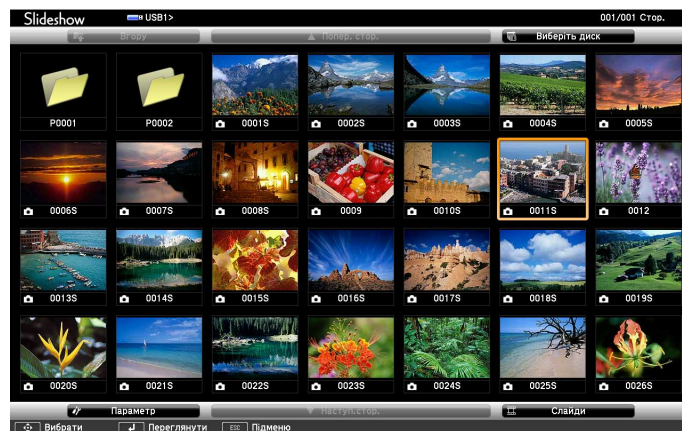 Slideshow USB1> 001/001 Стор.
Вгору Попер. стор. Виберіть диск
P0001 P0002 0001S 0002S 0003S 0004S 0005S
0006S 0007S 0008S 0009 0010S 0011S 0012
0013S 0014S 0015S 0016S 0017S 0018S 0019S
0020S 0021S 0022S 0023S 0024S 0025S 0026S
Параметр Наступ.стор. Слайди
Вибрати Переглянути ESC Підменю